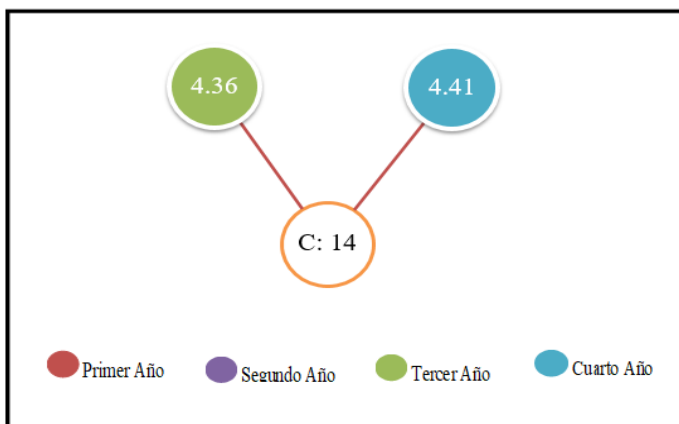 4.36
4.41
C: 14
Primer Año
Segundo Año
Tercer Año
Cuarto Año